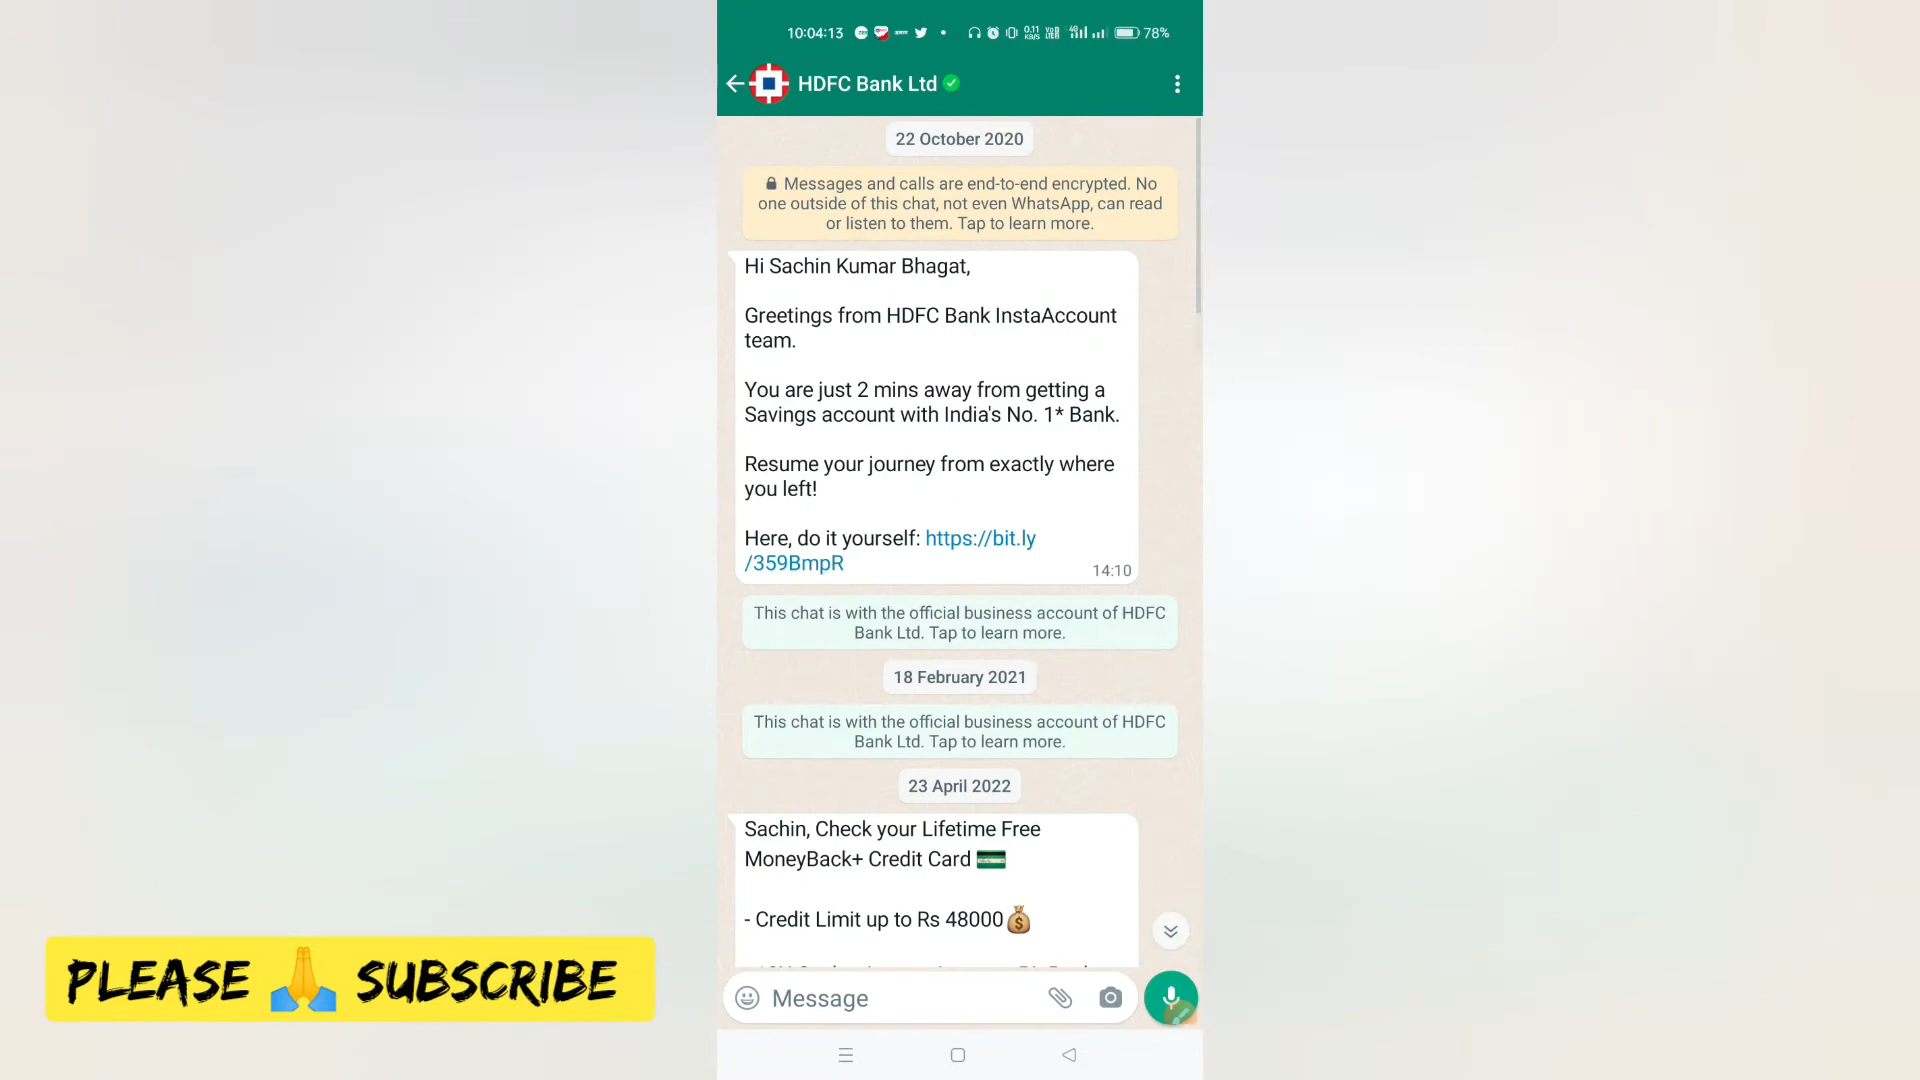 10:04:13
0.11 KB/S
4G
78%
HDFC Bank Ltd
22 October 2020
Messages and calls are end-to-end encrypted. No
one outside of this chat, not even WhatsApp, can read
or listen to them. Tap to learn more.
Hi Sachin Kumar Bhagat,
Greetings from HDFC Bank InstaAccount
team.
You are just 2 mins away from getting a
Savings account with India's No. 1* Bank.
Resume your journey from exactly where
you left!
Here, do it yourself: https://bit.ly
/359BmpR
14:10
This chat is with the official business account of HDFC
Bank Ltd. Tap to learn more.
18 February 2021
This chat is with the official business account of HDFC
Bank Ltd. Tap to learn more.
23 April 2022
Sachin, Check your Lifetime Free
MoneyBack+ Credit Card
- Credit Limit up to Rs 48000
Message
PLEASE 🙏 SUBSCRIBE